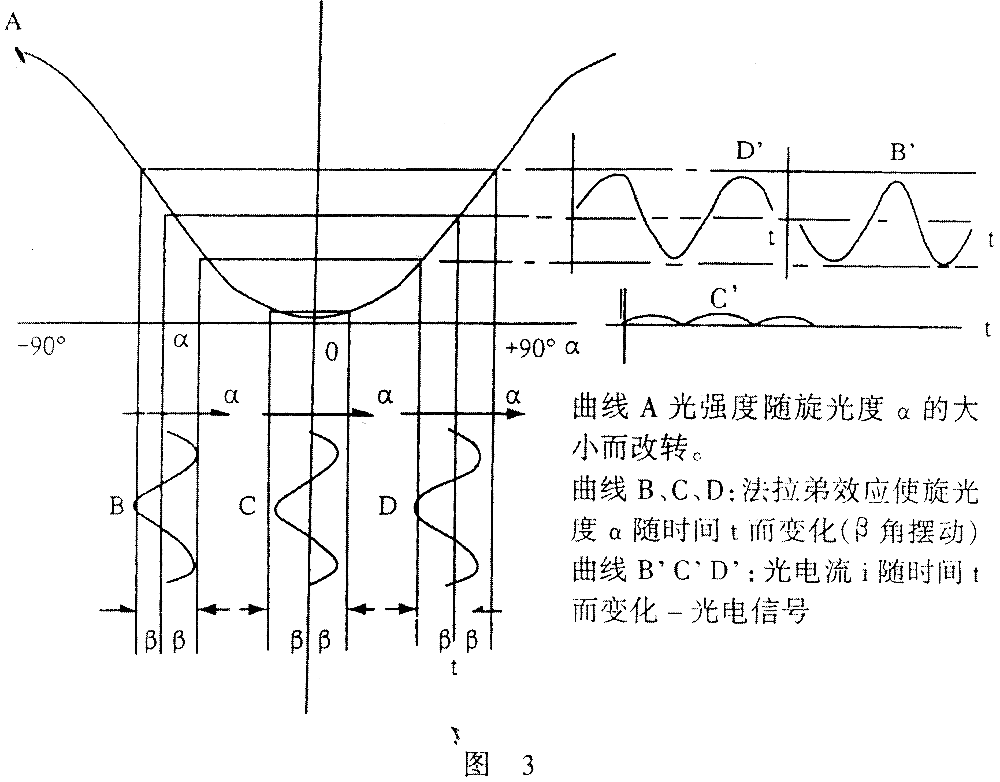 A
D’
B’
t
t
C’
t
-90°
α
0
+90° α
α
α
α
B
C
D
β β
β β
β β
t
曲线 A 光强度随旋光度 α 的大
小而改转。
曲线 B、C、D:法拉弟效应使旋光
度 α 随时间 t 而变化(β 角摆动)
曲线 B’C’D’:光电流 i 随时间 t
而变化-光电信号
图 3